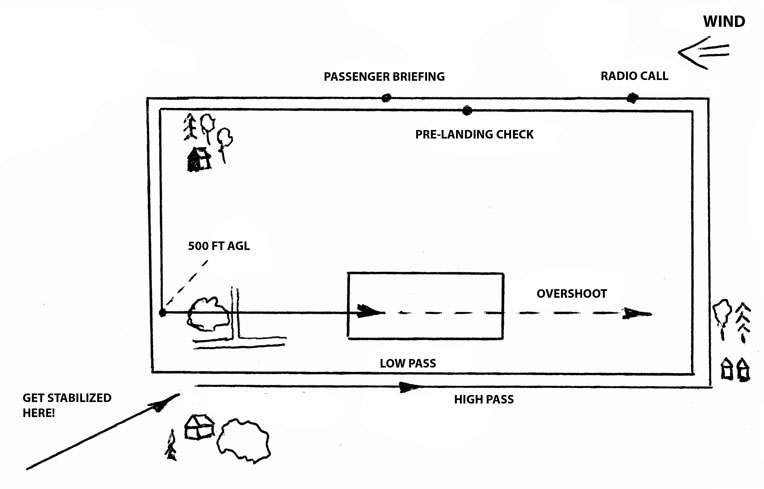 WIND
PASSENGER BRIEFING
RADIO CALL
PRE-LANDING CHECK
500 FT AGL
OVERSHOOT
LOW PASS
GET STABILIZED
HERE!
HIGH PASS